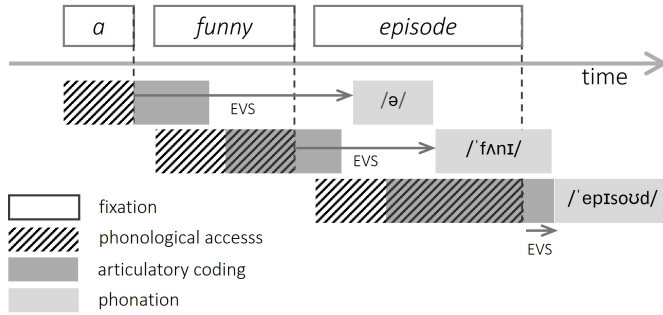 a funny episode
time
EVS /ə/
EVS /ˈfʌnɪ/
/ˈepɪsoʊd/
EVS
fixation
phonological accesss
articulatory coding
phonation